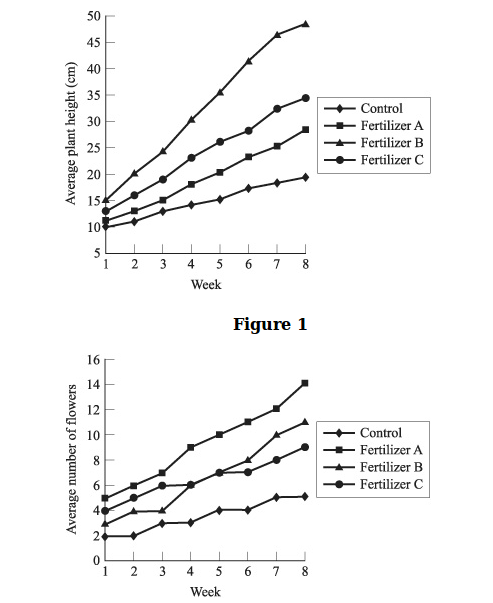 50
45
40
35
30
25
20
15
10
5
Average plant height (cm)
1 2 3 4 5 6 7 8
Week
Control
Fertilizer A
Fertilizer B
Fertilizer C
Figure 1
16
14
12
10
8
6
4
2
0
Average number of flowers
1 2 3 4 5 6 7 8
Week
Control
Fertilizer A
Fertilizer B
Fertilizer C